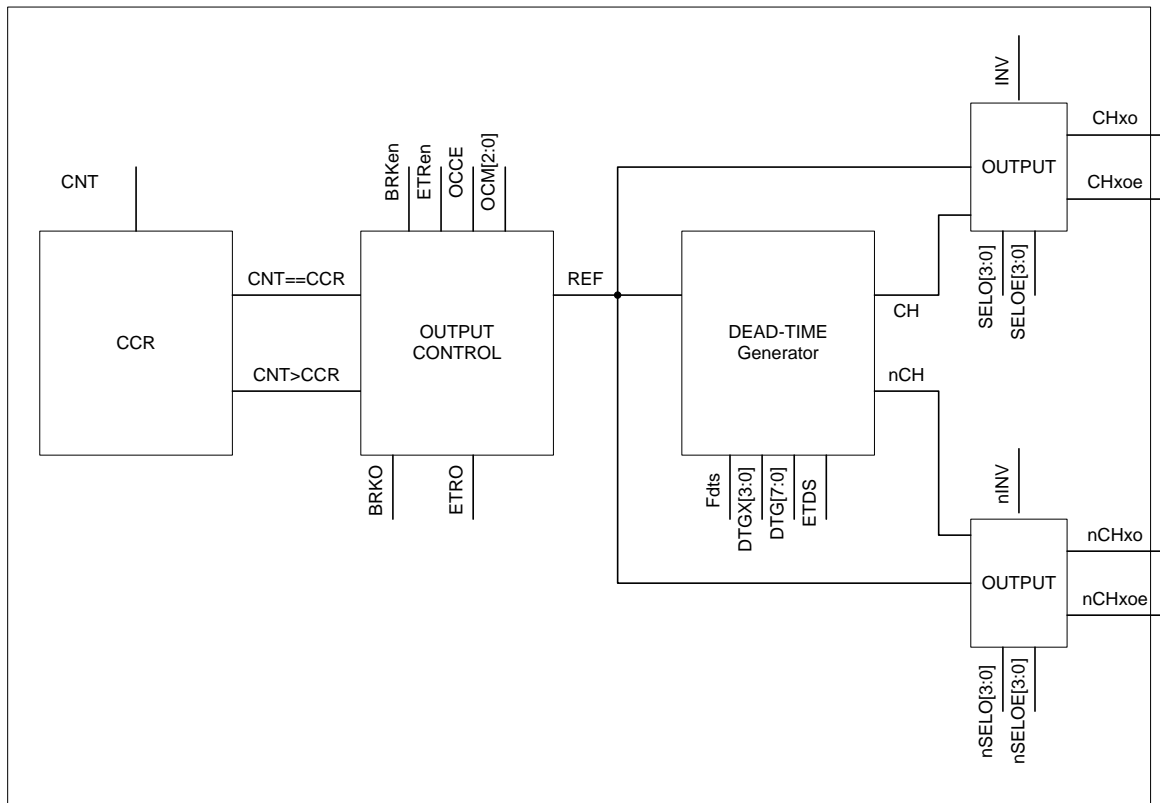 INV
CHxo
BRKen
ETRen
OCCE
OCM[2:0]
OUTPUT
CNT
CHxoe
CNT==CCR
REF
SELO[3:0]
SELOE[3:0]
CH
CCR
OUTPUT
CONTROL
DEAD-TIME
Generator
CNT>CCR
nCH
BRKO
ETRO
Fdts
DTGX[3:0]
DTG[7:0]
ETDS
nINV
nCHxo
OUTPUT
nCHxoe
nSELO[3:0]
nSELOE[3:0]